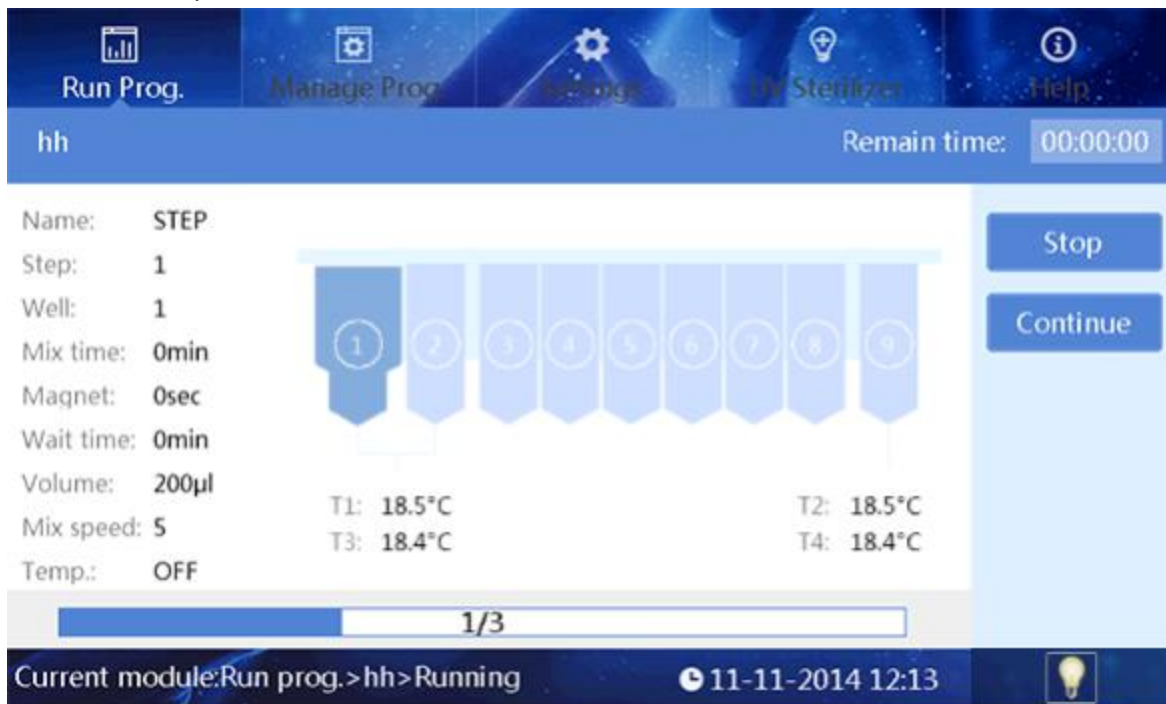 Run Prog.
Manage Prog.
Settings
UV Sterilizer
Help
hh
Remain time: 00:00:00
Name: STEP
Step: 1
Well: 1
Mix time: 0min
Magnet: 0sec
Wait time: 0min
Volume: 200µl
Mix speed: 5
Temp.: OFF
1 2 3 4 5 6 7 8 9
T1: 18.5°C
T2: 18.5°C
T3: 18.4°C
T4: 18.4°C
Stop
Continue
1/3
Current module:Run prog.>hh>Running
11-11-2014 12:13